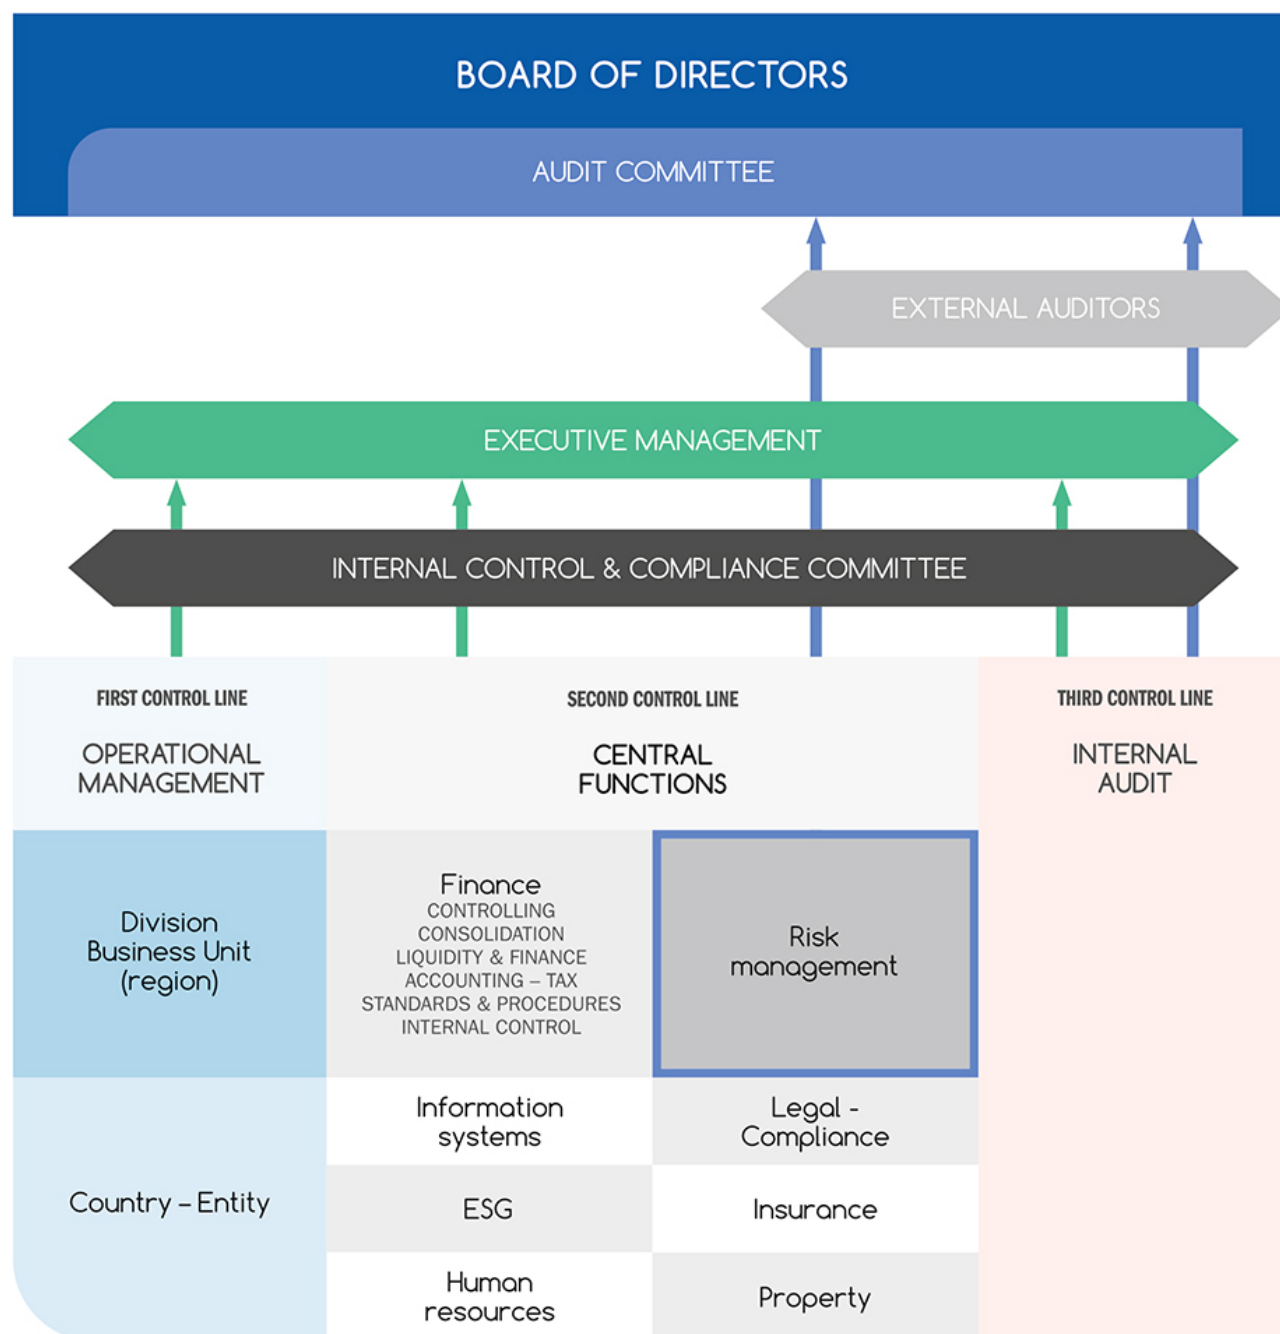 BOARD OF DIRECTORS
AUDIT COMMITTEE
EXTERNAL AUDITORS
EXECUTIVE MANAGEMENT
INTERNAL CONTROL & COMPLIANCE COMMITTEE
FIRST CONTROL LINE
OPERATIONAL
MANAGEMENT
SECOND CONTROL LINE
CENTRAL
FUNCTIONS
THIRD CONTROL LINE
INTERNAL
AUDIT
Division
Business Unit
(region)
Finance
CONTROLLING
CONSOLIDATION
LIQUIDITY & FINANCE
ACCOUNTING – TAX
STANDARDS & PROCEDURES
INTERNAL CONTROL
Risk
management
Country – Entity
Information
systems
Legal -
Compliance
ESG
Insurance
Human
resources
Property